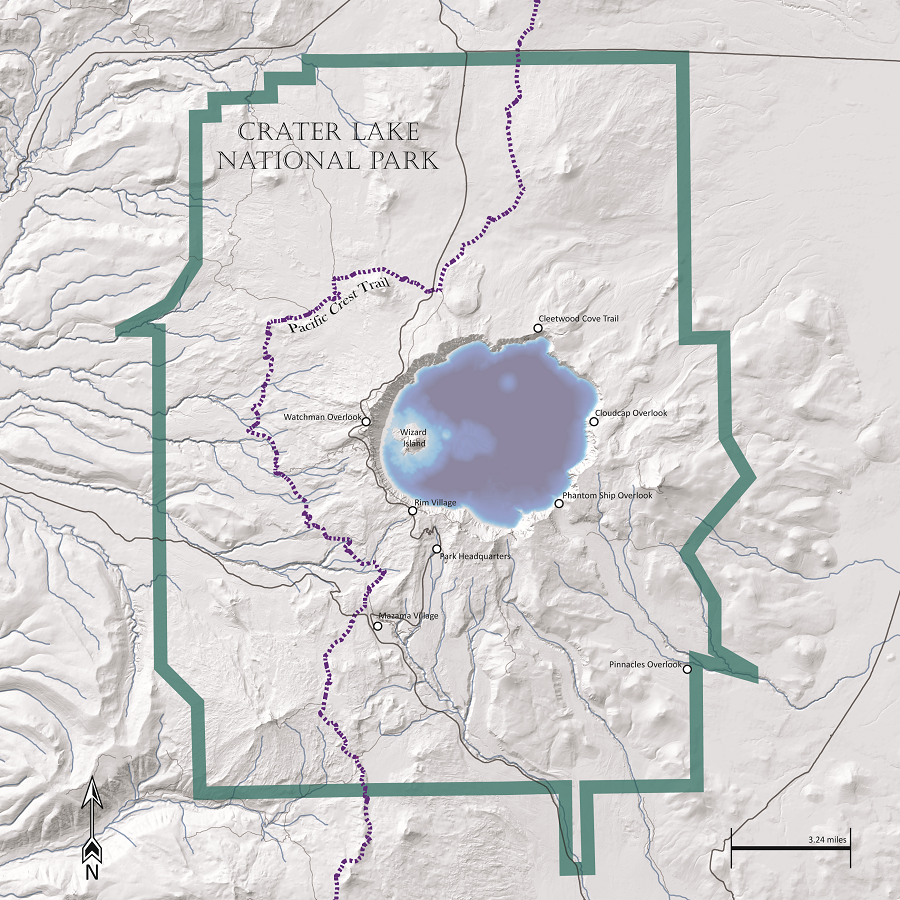 CRATER LAKE
NATIONAL PARK
Pacific Crest Trail
Cleetwood Cove Trail
Watchman Overlook
Cloudcap Overlook
Wizard
Island
Phantom Ship Overlook
Rim Village
Park Headquarters
Mazama Village
Pinnacles Overlook
3.24 miles
N